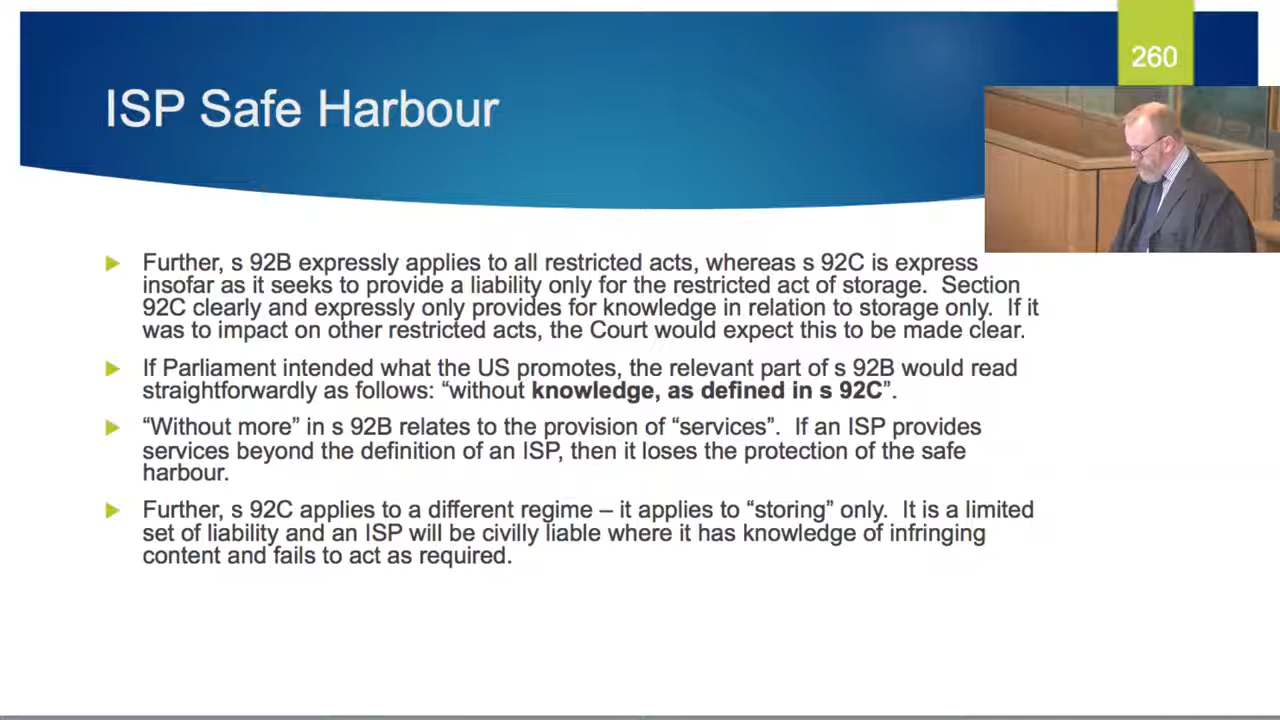 260
ISP Safe Harbour
Further, s 92B expressly applies to all restricted acts, whereas s 92C is express
insofar as it seeks to provide a liability only for the restricted act of storage. Section
92C clearly and expressly only provides for knowledge in relation to storage only. If it
was to impact on other restricted acts, the Court would expect this to be made clear.
If Parliament intended what the US promotes, the relevant part of s 92B would read
straightforwardly as follows: “without knowledge, as defined in s 92C”.
“Without more” in s 92B relates to the provision of “services”. If an ISP provides
services beyond the definition of an ISP, then it loses the protection of the safe
harbour.
Further, s 92C applies to a different regime – it applies to “storing” only. It is a limited
set of liability and an ISP will be civilly liable where it has knowledge of infringing
content and fails to act as required.